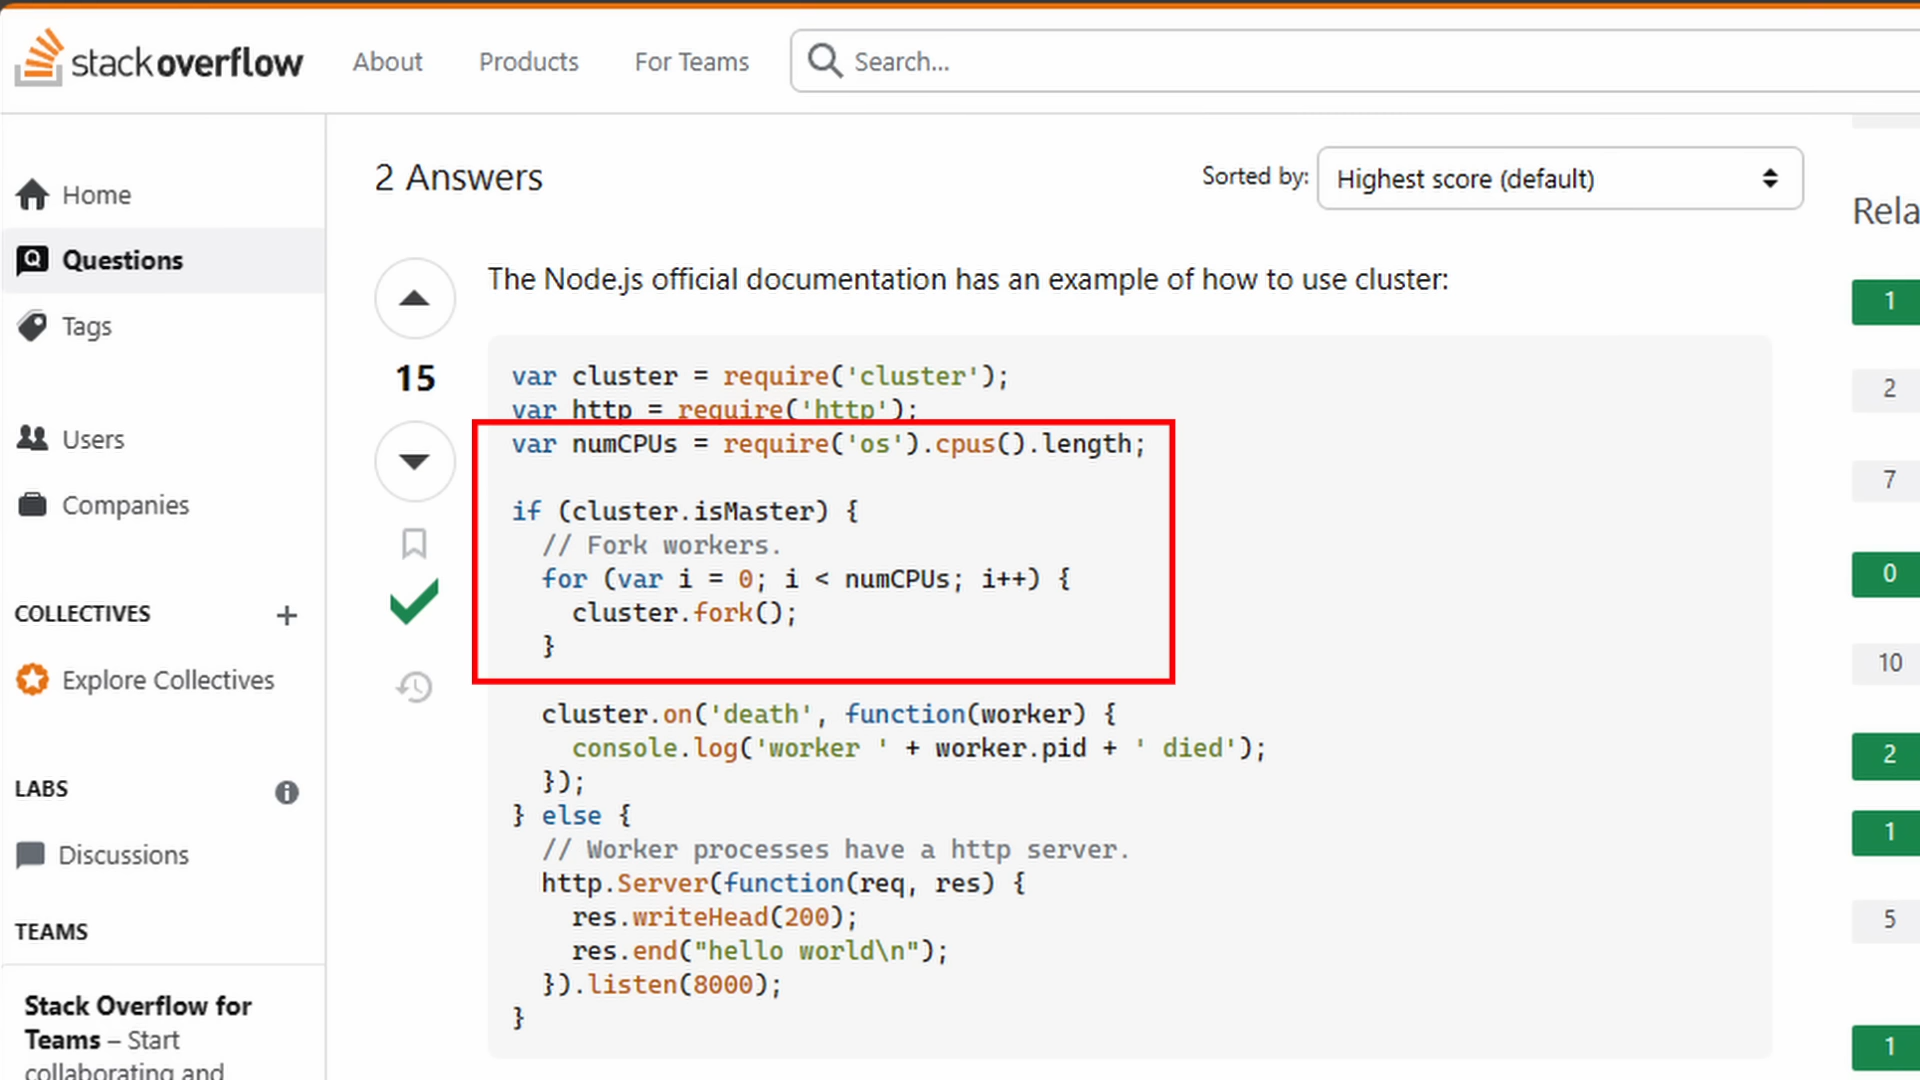 stackoverflow
About
Products
For Teams
Search...
Home
Questions
Tags
Users
Companies
COLLECTIVES
Explore Collectives
LABS
Discussions
TEAMS
Stack Overflow for
Teams – Start
collaborating and
2 Answers
Sorted by:
Highest score (default)
15
The Node.js official documentation has an example of how to use cluster:
var cluster = require('cluster');
var http = require('http');
var numCPUs = require('os').cpus().length;
if (cluster.isMaster) {
// Fork workers.
for (var i = 0; i < numCPUs; i++) {
cluster.fork();
}
cluster.on('death', function(worker) {
console.log('worker ' + worker.pid + ' died');
});
} else {
// Worker processes have a http server.
http.Server(function(req, res) {
res.writeHead(200);
res.end("hello world\n");
}).listen(8000);
}
Rela
1
2
7
0
10
2
1
5
1